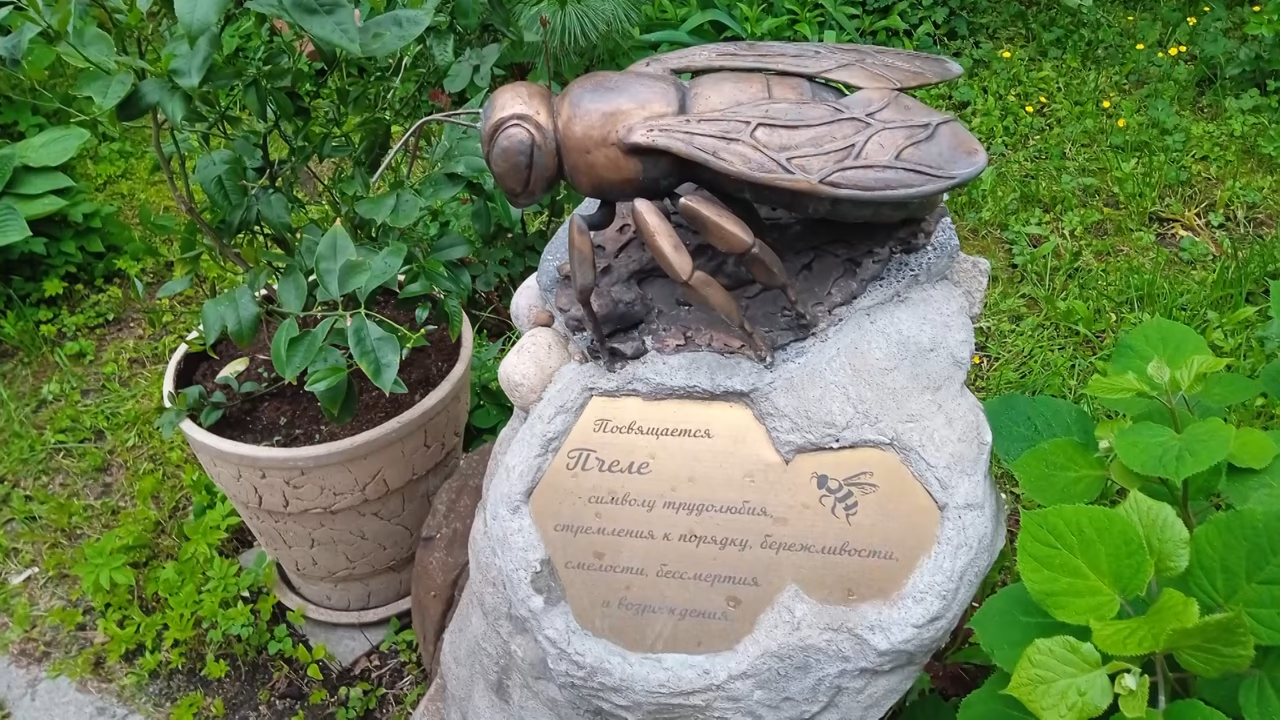 Посвящается
Пчеле
- символу трудолюбия,
стремления к порядку, бережливости,
смелости, бессмертия
и возрождения.